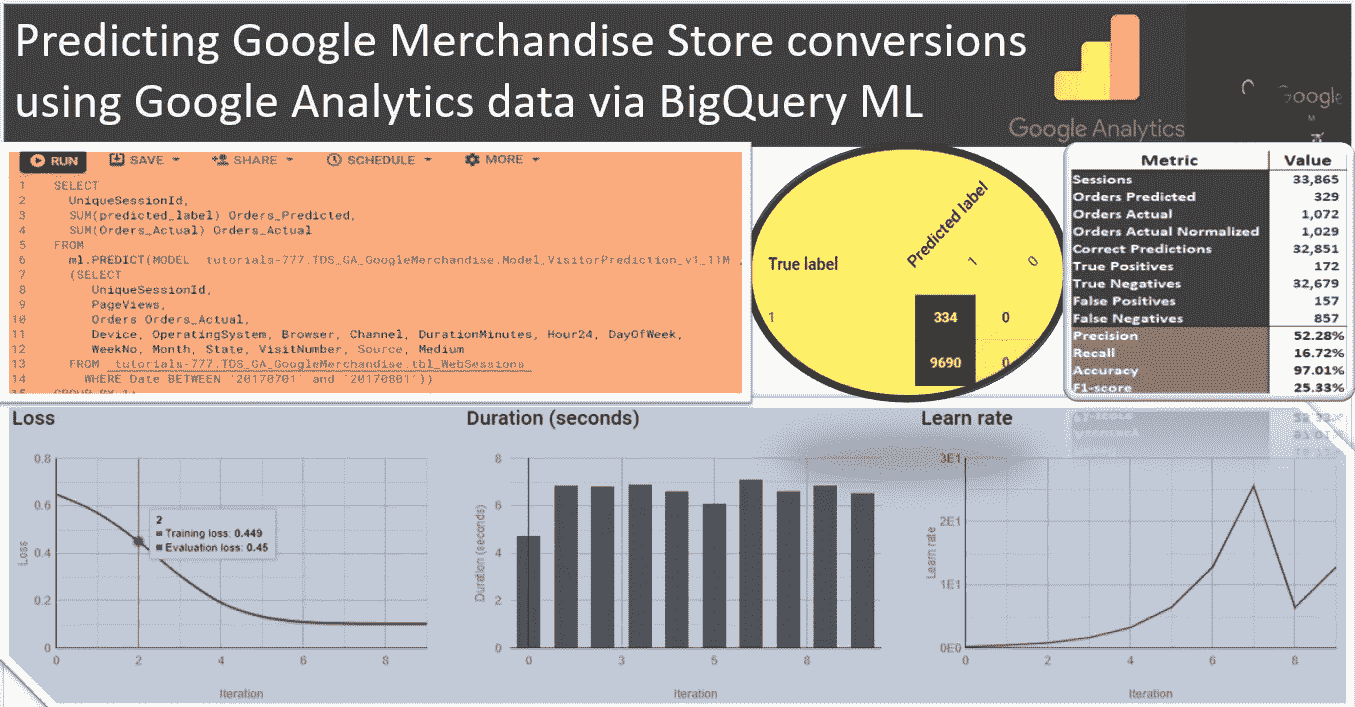 Predicting Google Merchandise Store conversions
using Google Analytics data via BigQuery ML
Google Analytics
Google
RUN SAVE SHARE SCHEDULE MORE
1 SELECT
2 UniqueSessionId,
3 SUM(predicted_label) Orders_Predicted,
4 SUM(Orders_Actual) Orders_Actual
5 FROM
6 ml.PREDICT(MODEL tutorials-777.TDS_GA_GoogleMerchandise.Model_VisitorPrediction_v1_11M ,
7 (SELECT
8 UniqueSessionId,
9 PageViews,
10 Orders Orders_Actual,
11 Device, OperatingSystem, Browser, Channel, DurationMinutes, Hour24, DayOfWeek,
12 WeekNo, Month, State, VisitNumber, Source, Medium
13 FROM tutorials-777.TDS_GA_GoogleMerchandise.tbl_WebSessions
14 WHERE Date BETWEEN '20170701' and '20170801'))
15 GROUP BY 1;
Predicted label
True label
1 0
1 334 0
9690 0
Metric Value
Sessions 33,865
Orders Predicted 329
Orders Actual 1,072
Orders Actual Normalized 1,029
Correct Predictions 32,851
True Positives 172
True Negatives 32,679
False Positives 157
False Negatives 857
Precision 52.28%
Recall 16.72%
Accuracy 97.01%
F1-score 25.33%
Loss
0.8
0.6
0.4
0.2
0
Loss
2
Training loss: 0.449
Evaluation loss: 0.45
0 2 4 6 8
Iteration
Duration (seconds)
8
6
4
2
0
Duration (seconds)
0 3 5 8
Iteration
Learn rate
3E1
2E1
1E1
0E0
Learn rate
0 2 4 6 8
Iteration